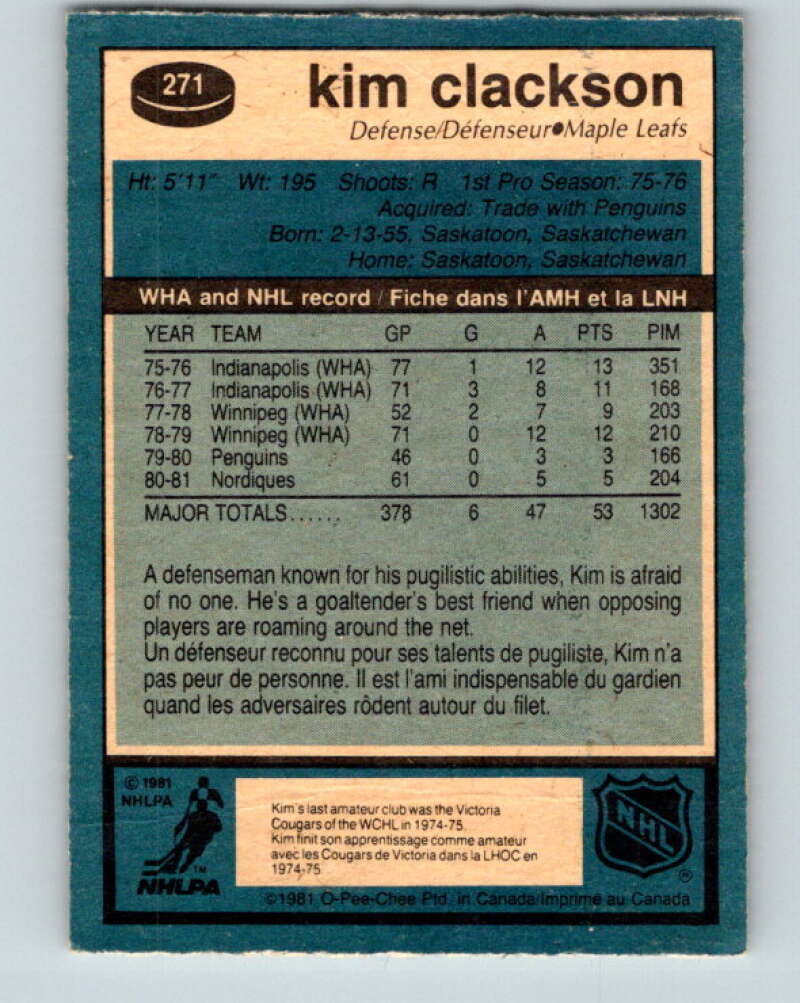 271
kim clackson
Defense/Défenseur●Maple Leafs
Ht: 5'11" Wt: 195 Shoots: R 1st Pro Season: 75-76
Acquired: Trade with Penguins
Born: 2-13-55, Saskatoon, Saskatchewan
Home: Saskatoon, Saskatchewan
WHA and NHL record / Fiche dans l'AMH et la LNH
YEAR TEAM GP G A PTS PIM
75-76 Indianapolis (WHA) 77 1 12 13 351
76-77 Indianapolis (WHA) 71 3 8 11 168
77-78 Winnipeg (WHA) 52 2 7 9 203
78-79 Winnipeg (WHA) 71 0 12 12 210
79-80 Penguins 46 0 3 3 166
80-81 Nordiques 61 0 5 5 204
MAJOR TOTALS...... 378 6 47 53 1302
A defenseman known for his pugilistic abilities, Kim is afraid
of no one. He's a goaltender's best friend when opposing
players are roaming around the net.
Un défenseur reconnu pour ses talents de pugiliste, Kim n'a
pas peur de personne. Il est l'ami indispensable du gardien
quand les adversaires rôdent autour du filet.
© 1981
NHLPA
TM
NHLPA
Kim's last amateur club was the Victoria
Cougars of the WCHL in 1974-75.
Kim finit son apprentissage comme amateur
avec les Cougars de Victoria dans la LHOC en
1974-75
NHL
®
©1981 O-Pee-Chee Ptd. in Canada/Imprimé au Canada